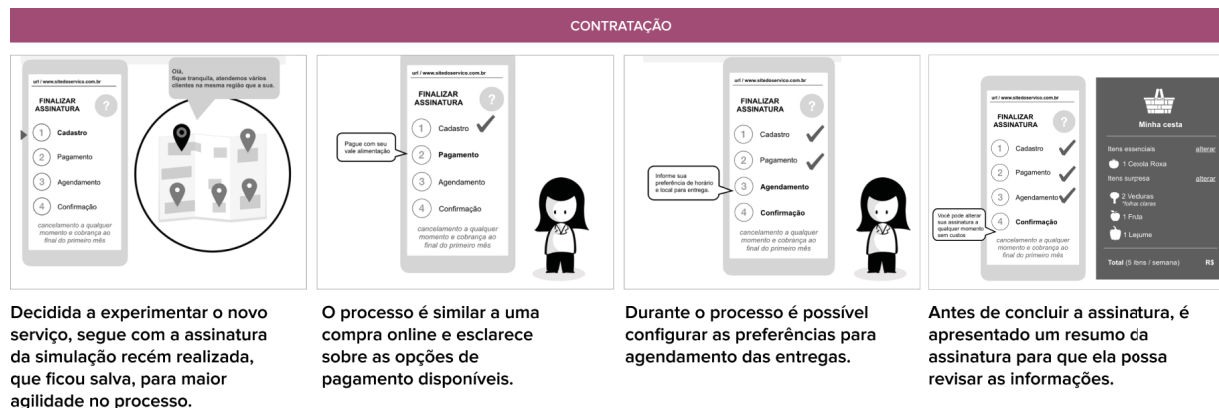 CONTRATAÇÃO
url / www.sitedoservico.com.br
FINALIZAR
ASSINATURA
?
1 Cadastro
2 Pagamento
3 Agendamento
4 Confirmação
cancelamento a qualquer
momento e cobrança ao
final do primeiro mês
Olá,
fique tranquila, atendemos vários
clientes na mesma região que a sua.
Decidida a experimentar o novo
serviço, segue com a assinatura
da simulação recém realizada,
que ficou salva, para maior
agilidade no processo.
url / www.sitedoservico.com.br
FINALIZAR
ASSINATURA
?
1 Cadastro
Pague com seu
vale alimentação
2 Pagamento
3 Agendamento
4 Confirmação
cancelamento a qualquer
momento e cobrança ao
final do primeiro mês
O processo é similar a uma
compra online e esclarece
sobre as opções de
pagamento disponíveis.
url / www.sitedoservico.com.br
FINALIZAR
ASSINATURA
?
1 Cadastro
2 Pagamento
Informe sua
preferência de horário
e local para entrega.
3 Agendamento
4 Confirmação
cancelamento a qualquer
momento e cobrança ao
final do primeiro mês
Durante o processo é possível
configurar as preferências para
agendamento das entregas.
url / www.sitedoservico.com.br
FINALIZAR
ASSINATURA
?
1 Cadastro
2 Pagamento
3 Agendamento
Você pode alterar
sua assinatura a
qualquer momento
sem custos
4 Confirmação
cancelamento a qualquer
momento e cobrança ao
final do primeiro mês
Minha cesta
Itens essenciais alterar
1 Cebola Roxa
Itens surpresa alterar
2 Verduras
*folhas claras
1 Fruta
1 Legume
Total (5 itens / semana) R$
Antes de concluir a assinatura, é
apresentado um resumo da
assinatura para que ela possa
revisar as informações.